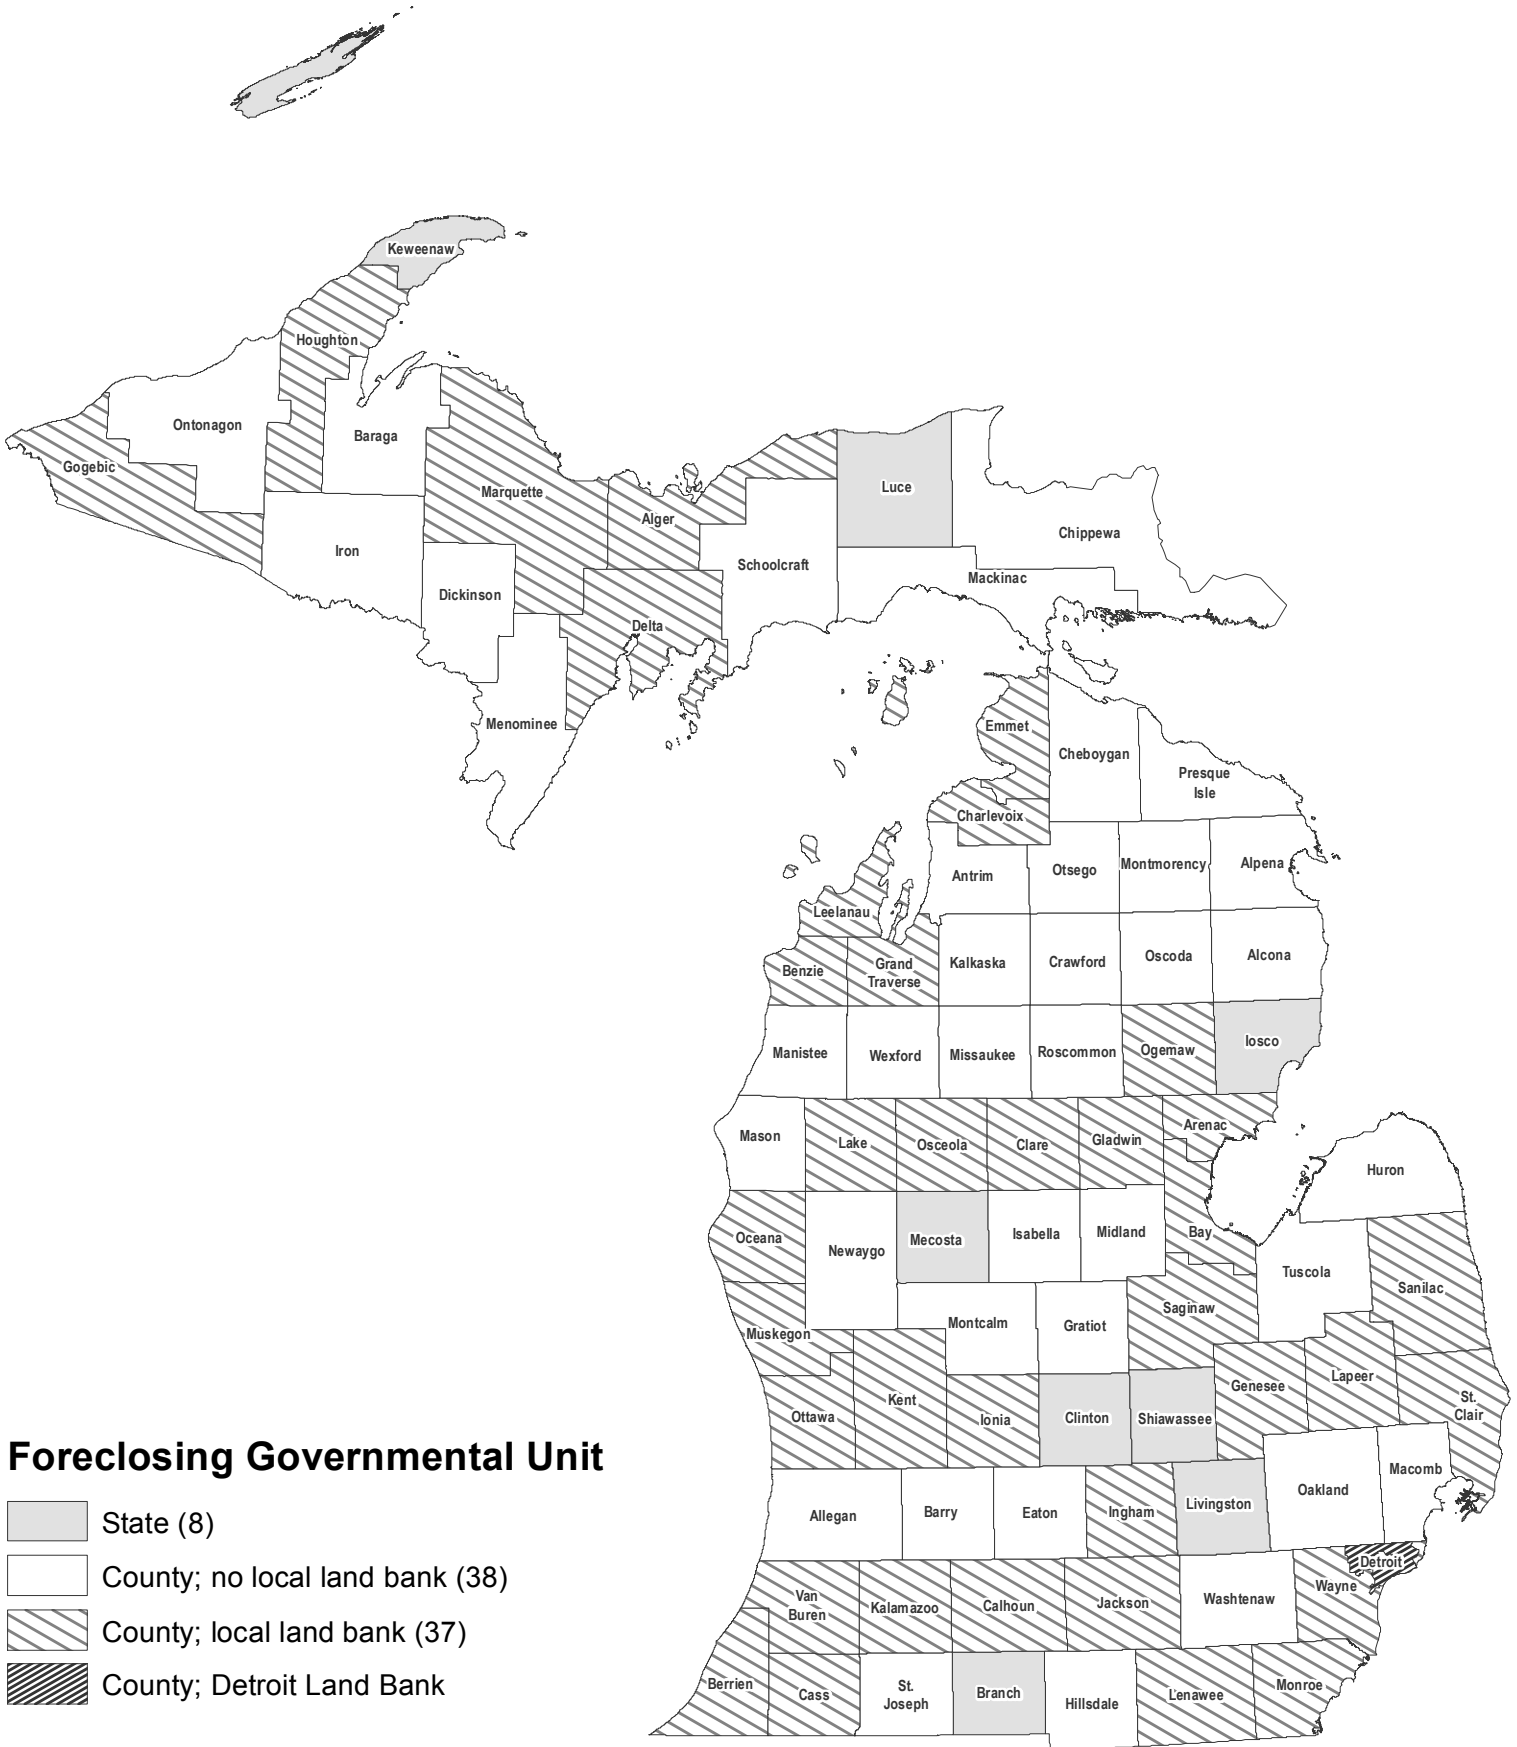 Keweenaw
Houghton
Ontonagon
Baraga
Gogebic
Marquette
Luce
Alger
Chippewa
Iron
Schoolcraft
Mackinac
Dickinson
Delta
Menominee
Emmet
Cheboygan
Presque
Isle
Charlevoix
Antrim
Otsego
Montmorency
Alpena
Leelanau
Benzie
Grand
Traverse
Kalkaska
Crawford
Oscoda
Alcona
Manistee
Wexford
Missaukee
Roscommon
Ogemaw
Iosco
Mason
Lake
Osceola
Clare
Gladwin
Arenac
Huron
Oceana
Newaygo
Mecosta
Isabella
Midland
Bay
Tuscola
Sanilac
Muskegon
Montcalm
Gratiot
Saginaw
Ottawa
Kent
Ionia
Clinton
Shiawassee
Genesee
Lapeer
St.
Clair
Allegan
Barry
Eaton
Ingham
Livingston
Oakland
Macomb
Van
Buren
Kalamazoo
Calhoun
Jackson
Washtenaw
Wayne
Detroit
Berrien
Cass
St.
Joseph
Branch
Hillsdale
Lenawee
Monroe
Foreclosing Governmental Unit
State (8)
County; no local land bank (38)
County; local land bank (37)
County; Detroit Land Bank